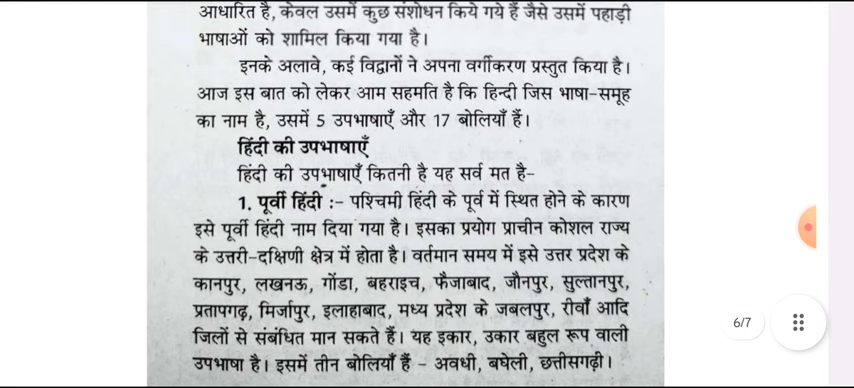 आधारित है, केवल उसमें कुछ संशोधन किये गये हैं जैसे उसमें पहाड़ी
भाषाओं को शामिल किया गया है।
इनके अलावे, कई विद्वानों ने अपना वर्गीकरण प्रस्तुत किया है।
आज इस बात को लेकर आम सहमति है कि हिन्दी जिस भाषा-समूह
का नाम है, उसमें 5 उपभाषाएँ और 17 बोलियाँ हैं।
हिंदी की उपभाषाएँ
हिंदी की उपभाषाएँ कितनी है यह सर्व मत है-
1. पूर्वी हिंदी :- पश्चिमी हिंदी के पूर्व में स्थित होने के कारण
इसे पूर्वी हिंदी नाम दिया गया है। इसका प्रयोग प्राचीन कोशल राज्य
के उत्तरी-दक्षिणी क्षेत्र में होता है। वर्तमान समय में इसे उत्तर प्रदेश के
कानपुर, लखनऊ, गोंडा, बहराइच, फैजाबाद, जौनपुर, सुल्तानपुर,
प्रतापगढ़, मिर्जापुर, इलाहाबाद, मध्य प्रदेश के जबलपुर, रीवाँ आदि
जिलों से संबंधित मान सकते हैं। यह इकार, उकार बहुल रूप वाली
उपभाषा है। इसमें तीन बोलियाँ हैं - अवधी, बघेली, छत्तीसगढ़ी।
6/7